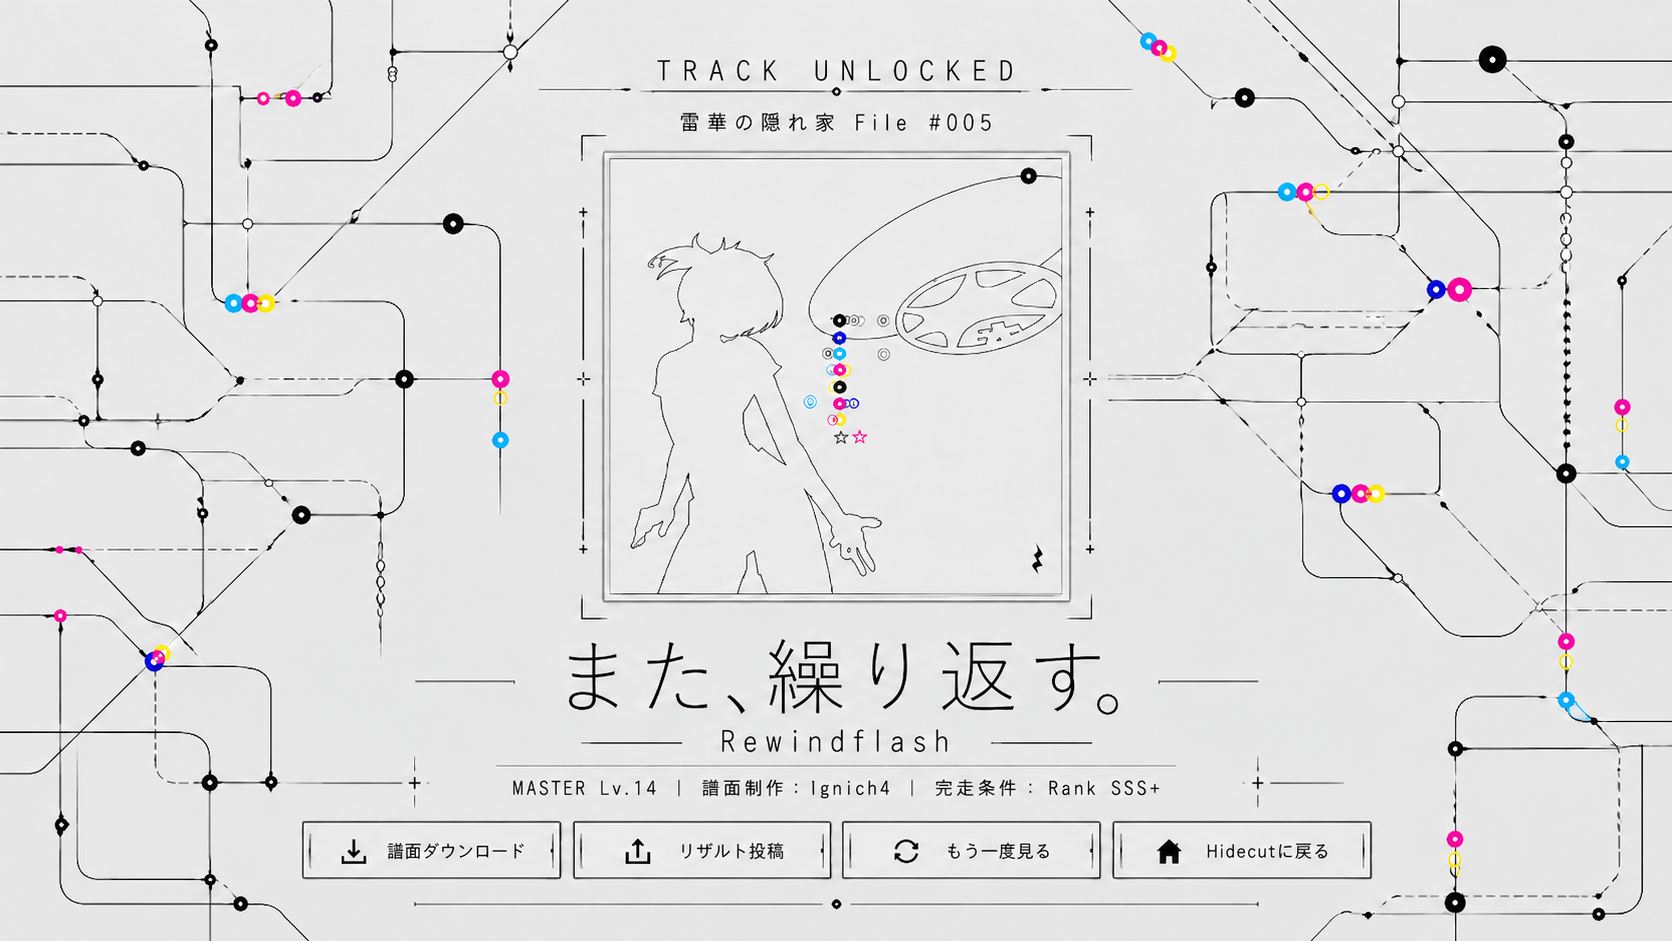 TRACK UNLOCKED
雷華の隠れ家 File #005
また、繰り返す。
Rewindflash
MASTER Lv.14 | 譜面制作：Ignich4 | 完走条件：Rank SSS+
譜面ダウンロード
リザルト投稿
もう一度見る
Hidecutに戻る